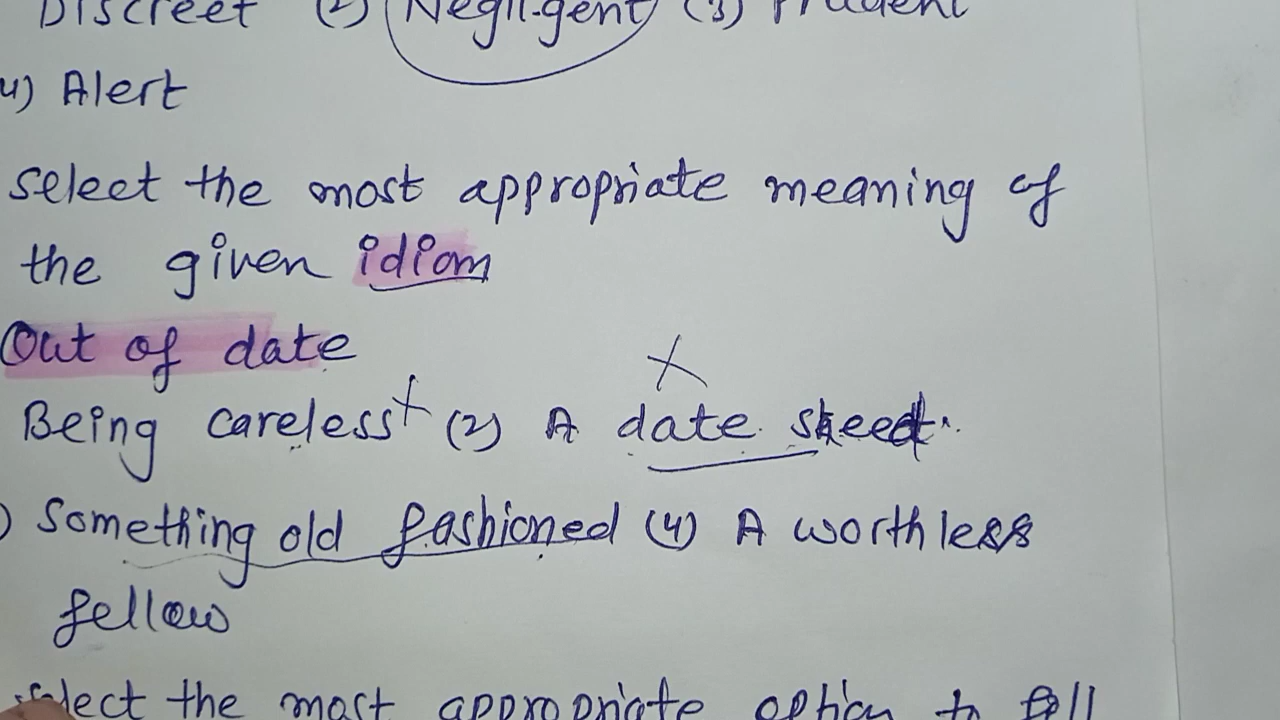 Discreet (2) Negligent (3) Prudent
4) Alert
Select the most appropriate meaning of
the given idiom
Out of date
Being careless (2) A date sheet.
) Something old fashioned (4) A worthless
fellow
Select the most appropriate option to fill